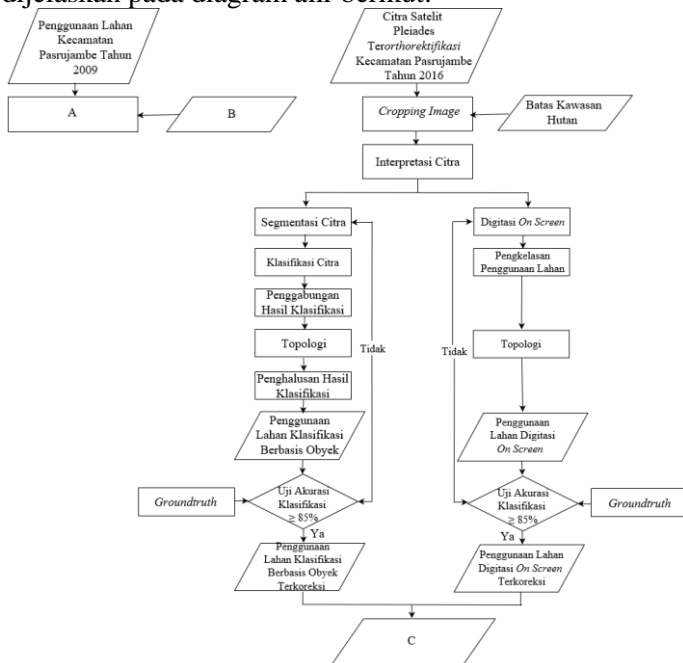 dijelaskan pada diagram alir berikut.
Penggunaan Lahan
Kecamatan
Pasrujambe Tahun
2009
Citra Satelit
Pleiades
Terorthorektifikasi
Kecamatan Pasrujambe
Tahun 2016
A
B
Cropping Image
Batas Kawasan
Hutan
Interpretasi Citra
Segmentasi Citra
Klasifikasi Citra
Penggabungan
Hasil Klasifikasi
Topologi
Penghalusan Hasil
Klasifikasi
Penggunaan
Lahan Klasifikasi
Berbasis Obyek
Tidak
Groundtruth
Uji Akurasi
Klasifikasi
≥ 85%
Ya
Penggunaan
Lahan Klasifikasi
Berbasis Obyek
Terkoreksi
Digitasi On Screen
Pengkelasan
Penggunaan Lahan
Tidak
Topologi
Penggunaan
Lahan Digitasi
On Screen
Uji Akurasi
Klasifikasi
≥ 85%
Groundtruth
Ya
Penggunaan Lahan
Digitasi On Screen
Terkoreksi
C